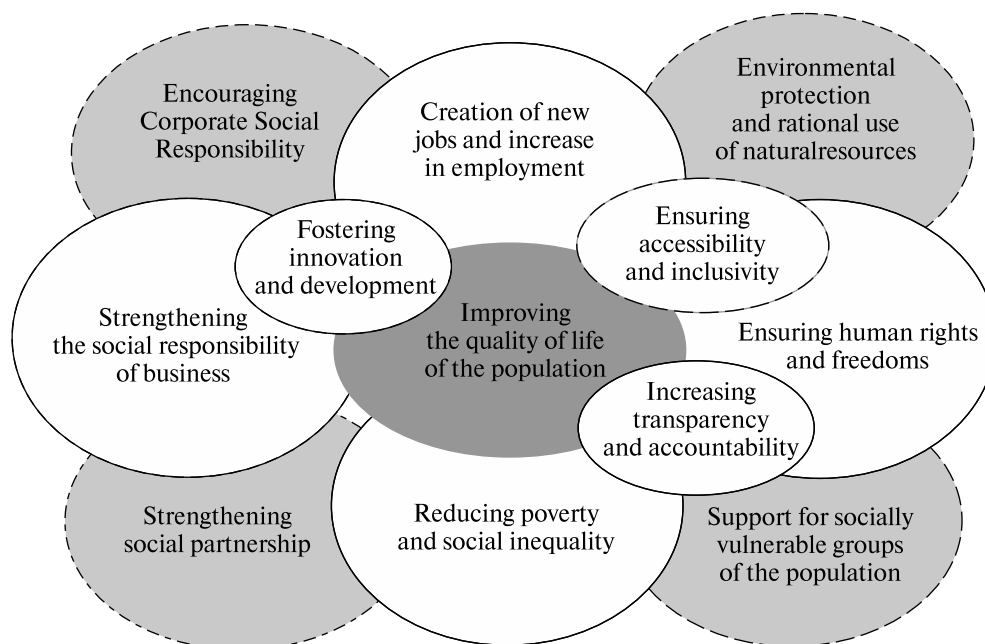 Encouraging
Corporate Social
Responsibility
Creation of new
jobs and increase
in employment
Environmental
protection
and rational use
of naturalresources
Fostering
innovation
and development
Ensuring
accessibility
and inclusivity
Strengthening
the social responsibility
of business
Improving
the quality of life
of the population
Ensuring human rights
and freedoms
Increasing
transparency
and accountability
Strengthening
social partnership
Reducing poverty
and social inequality
Support for socially
vulnerable groups
of the population